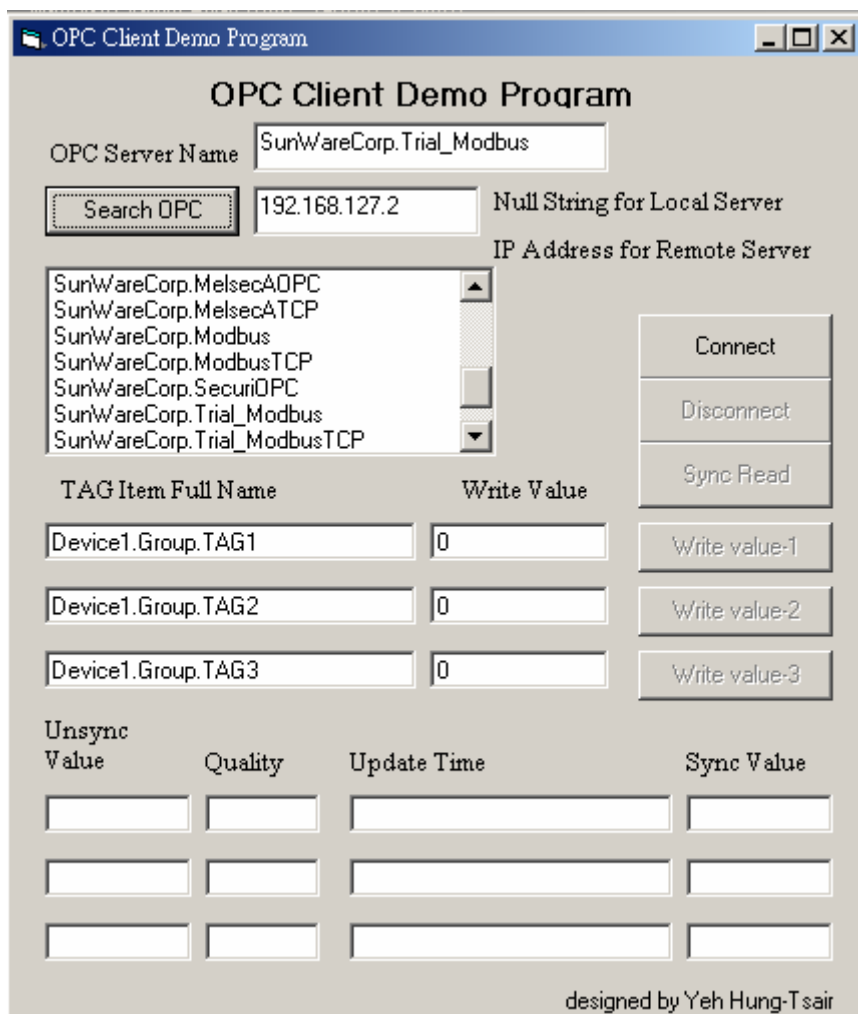 OPC Client Demo Program
OPC Client Demo Program
OPC Server Name SunWareCorp.Trial_Modbus
Search OPC 192.168.127.2 Null String for Local Server
IP Address for Remote Server
SunWareCorp.MelsecAOPC
SunWareCorp.MelsecATCP
SunWareCorp.Modbus
SunWareCorp.ModbusTCP
SunWareCorp.SecuriOPC
SunWareCorp.Trial_Modbus
SunWareCorp.Trial_ModbusTCP
Connect
Disconnect
Sync Read
TAG Item Full Name Write Value
Device1.Group.TAG1 0 Write value-1
Device1.Group.TAG2 0 Write value-2
Device1.Group.TAG3 0 Write value-3
Unsync
Value Quality Update Time Sync Value
designed by Yeh Hung-Tsair